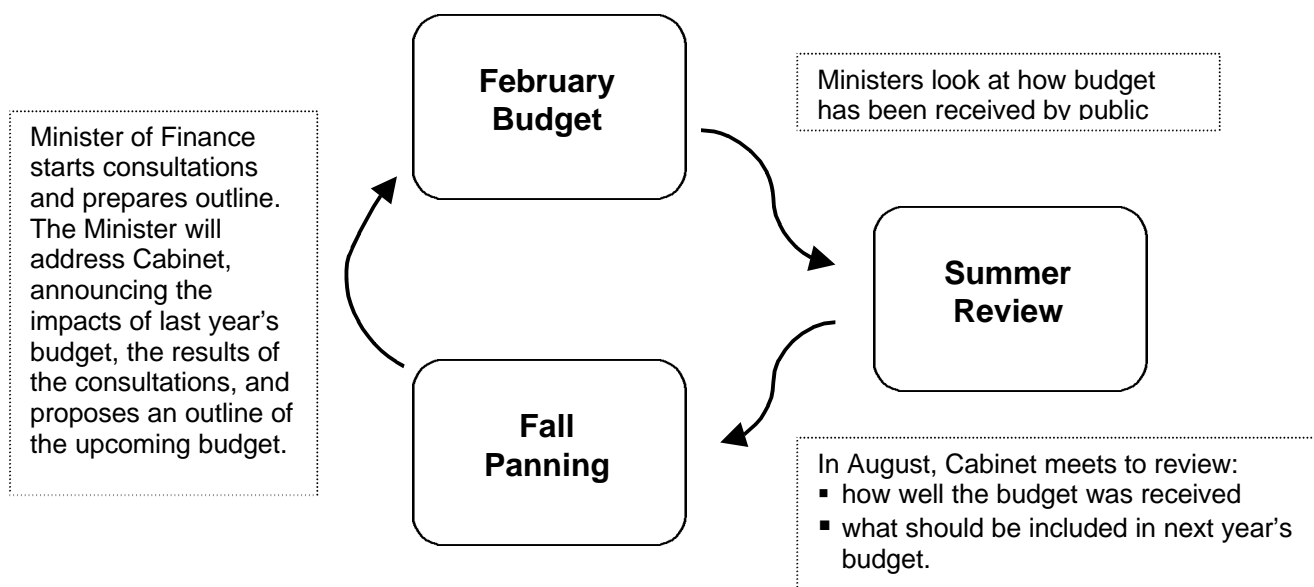 February
Budget
Ministers look at how budget
has been received by public
Minister of Finance
starts consultations
and prepares outline.
The Minister will
address Cabinet,
announcing the
impacts of last year's
budget, the results of
the consultations, and
proposes an outline of
the upcoming budget.
Summer
Review
Fall
Panning
In August, Cabinet meets to review:
▪ how well the budget was received
▪ what should be included in next year's
budget.